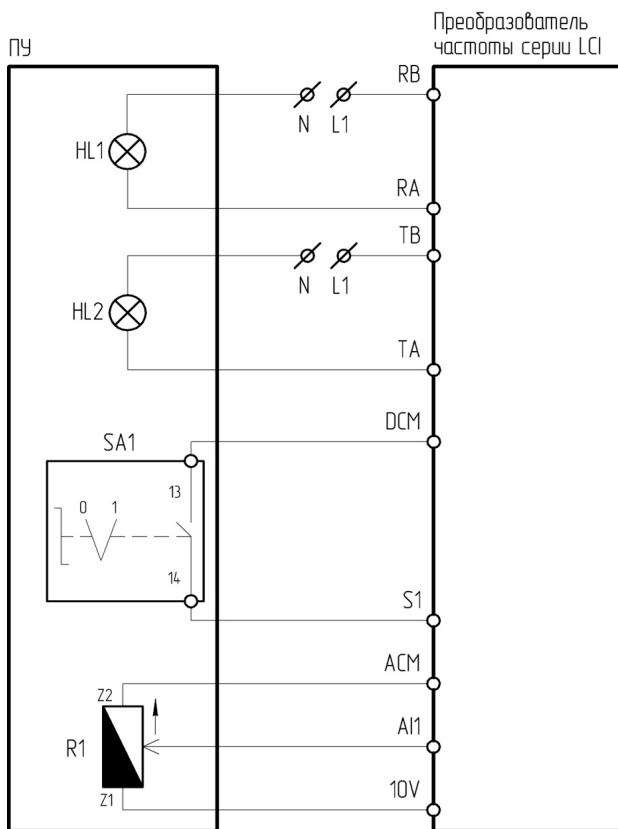 ПУ
Преобразователь
частоты серии LCI
RB
N L1
HL1
RA
TB
N L1
HL2
TA
DCM
SA1
13
0 1
14
S1
ACM
Z2
AI1
R1
10V
Z1